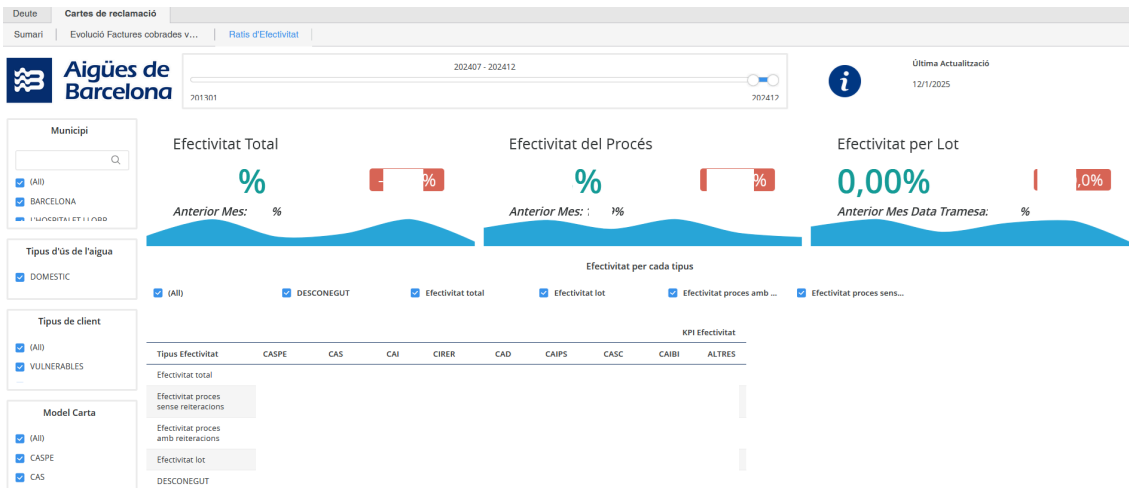 Deute Cartes de reclamació
Sumari Evolució Factures cobrades v... Ratis d'Efectivitat
Aigües de Barcelona
202407 - 202412
201301 202412
i
Última Actualització
12/1/2025
Municipi
(All)
BARCELONA
L'HOSPITALET LLOBR
Tipus d'ús de l'aigua
DOMESTIC
Tipus de client
(All)
VULNERABLES
Model Carta
(All)
CASPE
CAS
Efectivitat Total
% - %
Anterior Mes: %
Efectivitat del Procés
% %
Anterior Mes: %
Efectivitat per Lot
0,00% ,0%
Anterior Mes Data Tramesa: %
Efectivitat per cada tipus
(All) DESCONEGUT Efectivitat total Efectivitat lot Efectivitat proces amb ... Efectivitat proces sens...
KPI Efectivitat
Tipus Efectivitat CASPE CAS CAI CIRER CAD CAIPS CASC CAIBI ALTRES
Efectivitat total
Efectivitat proces
sense reiteracions
Efectivitat proces
amb reiteracions
Efectivitat lot
DESCONEGUT